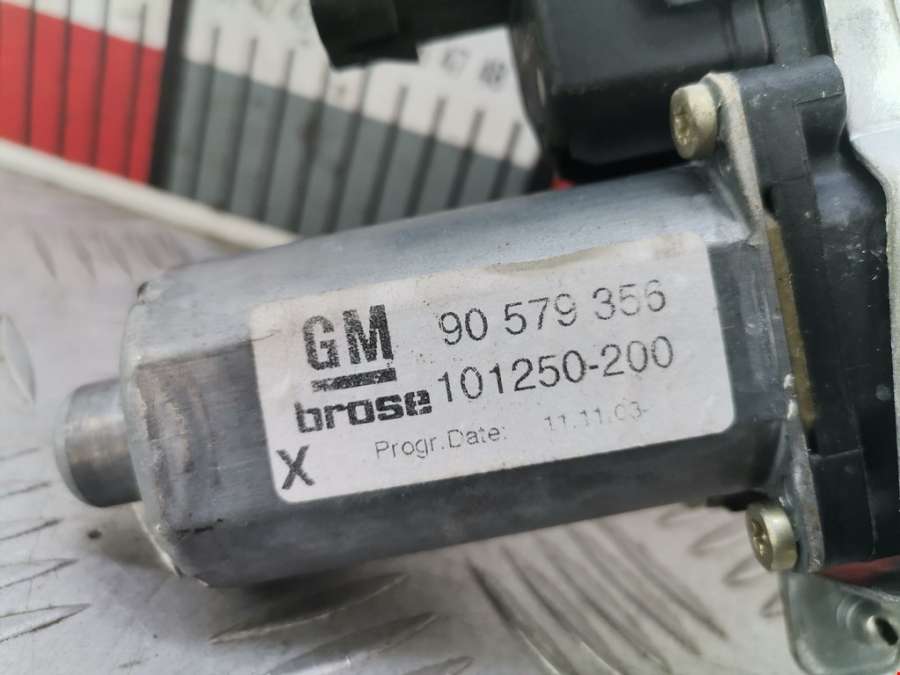 GM 90 579 356
brose 101250-200
X Progr.Date: 11.11.03